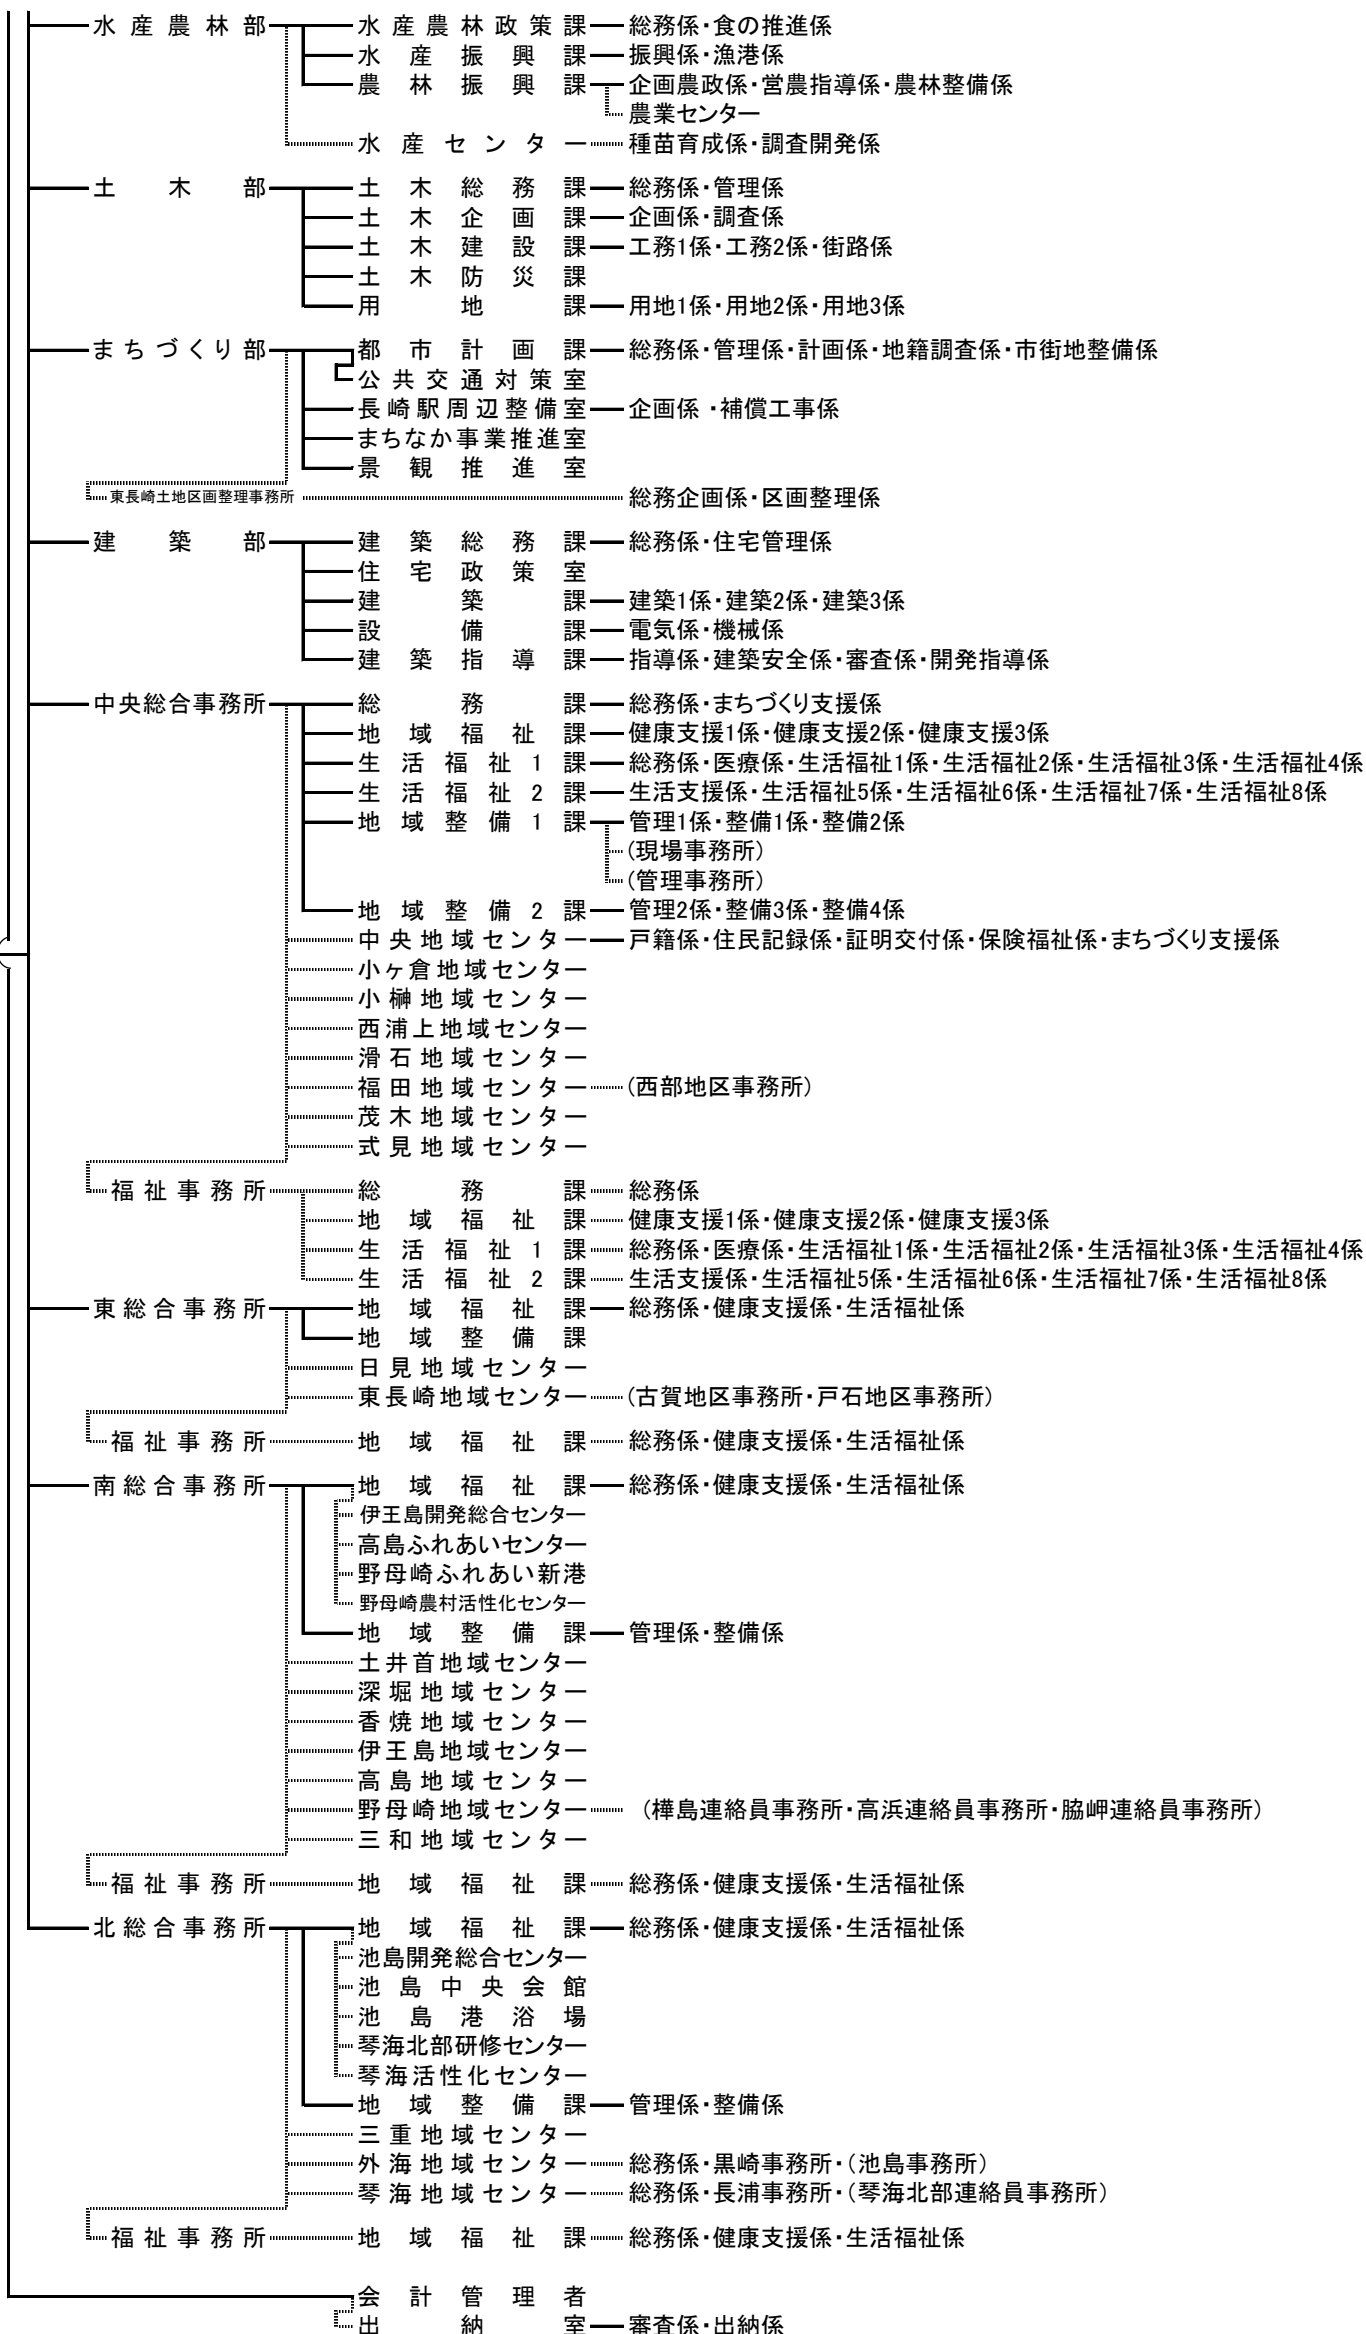 水産農林部 水産農林政策課 総務係・食の推進係
水産振興課 振興係・漁港係
農林振興課 企画農政係・営農指導係・農林整備係
農業センター
水産センター 種苗育成係・調査開発係
土木部 土木総務課 総務係・管理係
土木企画課 企画係・調査係
土木建設課 工務1係・工務2係・街路係
土木防災課
用地課 用地1係・用地2係・用地3係
まちづくり部 都市計画課 総務係・管理係・計画係・地籍調査係・市街地整備係
公共交通対策室
長崎駅周辺整備室 企画係・補償工事係
まちなか事業推進室
景観推進室
東長崎土地区画整理事務所 総務企画係・区画整理係
建築部 建築総務課 総務係・住宅管理係
住宅政策室
建築課 建築1係・建築2係・建築3係
設備課 電気係・機械係
建築指導課 指導係・建築安全係・審査係・開発指導係
中央総合事務所 総務課 総務係・まちづくり支援係
地域福祉課 健康支援1係・健康支援2係・健康支援3係
生活福祉1課 総務係・医療係・生活福祉1係・生活福祉2係・生活福祉3係・生活福祉4係
生活福祉2課 生活支援係・生活福祉5係・生活福祉6係・生活福祉7係・生活福祉8係
地域整備1課 管理1係・整備1係・整備2係
(現場事務所)
(管理事務所)
地域整備2課 管理2係・整備3係・整備4係
中央地域センター 戸籍係・住民記録係・証明交付係・保険福祉係・まちづくり支援係
小ヶ倉地域センター
小榊地域センター
西浦上地域センター
滑石地域センター
福田地域センター (西部地区事務所)
茂木地域センター
式見地域センター
福祉事務所 総務課 総務係
地域福祉課 健康支援1係・健康支援2係・健康支援3係
生活福祉1課 総務係・医療係・生活福祉1係・生活福祉2係・生活福祉3係・生活福祉4係
生活福祉2課 生活支援係・生活福祉5係・生活福祉6係・生活福祉7係・生活福祉8係
東総合事務所 地域福祉課 総務係・健康支援係・生活福祉係
地域整備課
日見地域センター
東長崎地域センター (古賀地区事務所・戸石地区事務所)
福祉事務所 地域福祉課 総務係・健康支援係・生活福祉係
南総合事務所 地域福祉課 総務係・健康支援係・生活福祉係
伊王島開発総合センター
高島ふれあいセンター
野母崎ふれあい新港
野母崎農村活性化センター
地域整備課 管理係・整備係
土井首地域センター
深堀地域センター
香焼地域センター
伊王島地域センター
高島地域センター
野母崎地域センター (樺島連絡員事務所・高浜連絡員事務所・脇岬連絡員事務所)
三和地域センター
福祉事務所 地域福祉課 総務係・健康支援係・生活福祉係
北総合事務所 地域福祉課 総務係・健康支援係・生活福祉係
池島開発総合センター
池島中央会館
池島港浴場
琴海北部研修センター
琴海活性化センター
地域整備課 管理係・整備係
三重地域センター
外海地域センター 総務係・黒崎事務所・(池島事務所)
琴海地域センター 総務係・長浦事務所・(琴海北部連絡員事務所)
福祉事務所 地域福祉課 総務係・健康支援係・生活福祉係
会計管理者
出納室 審査係・出納係